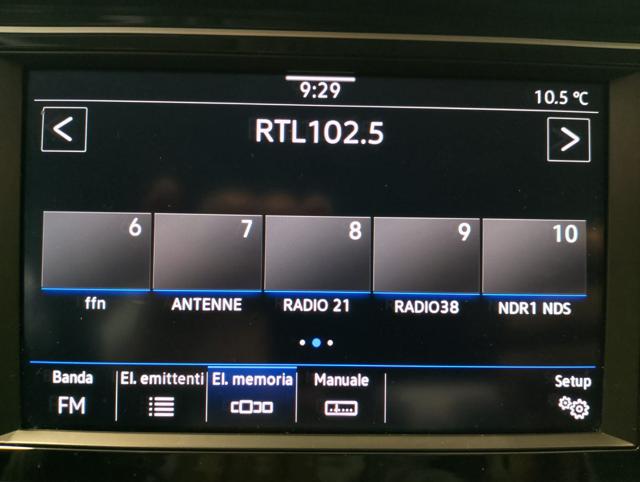 9:29
10.5 °C
<
RTL102.5
>
6 7 8 9 10
ffn ANTENNE RADIO 21 RADIO38 NDR1 NDS
Banda El. emittenti El. memoria Manuale Setup
FM